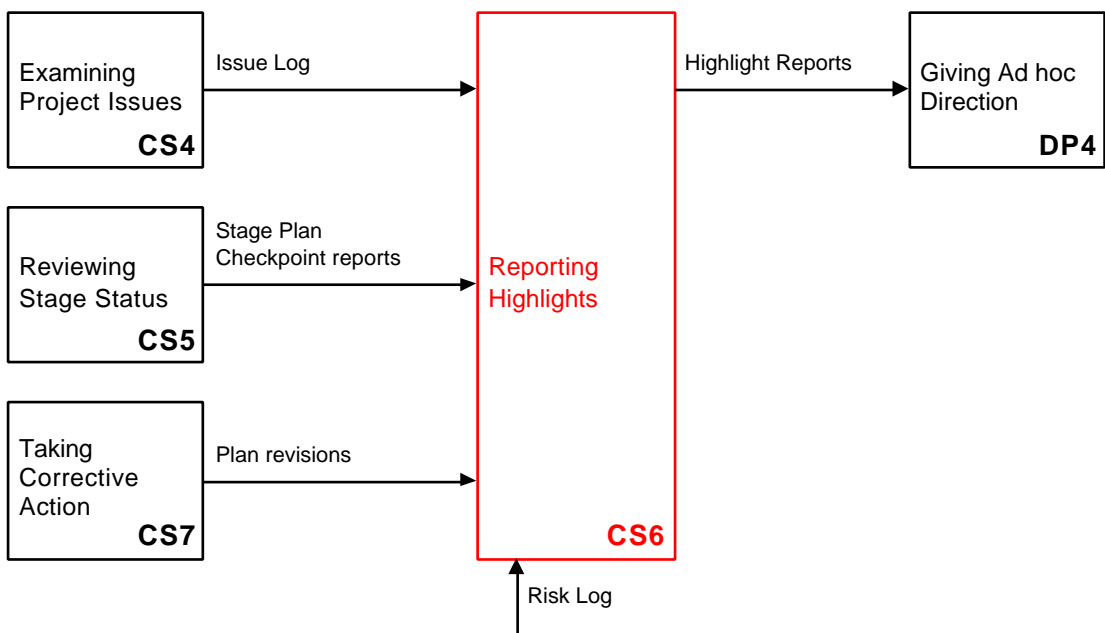 Examining
Project Issues
CS4
Issue Log
Highlight Reports
Giving Ad hoc
Direction
DP4
Reviewing
Stage Status
CS5
Stage Plan
Checkpoint reports
Reporting
Highlights
Taking
Corrective
Action
CS7
Plan revisions
CS6
Risk Log